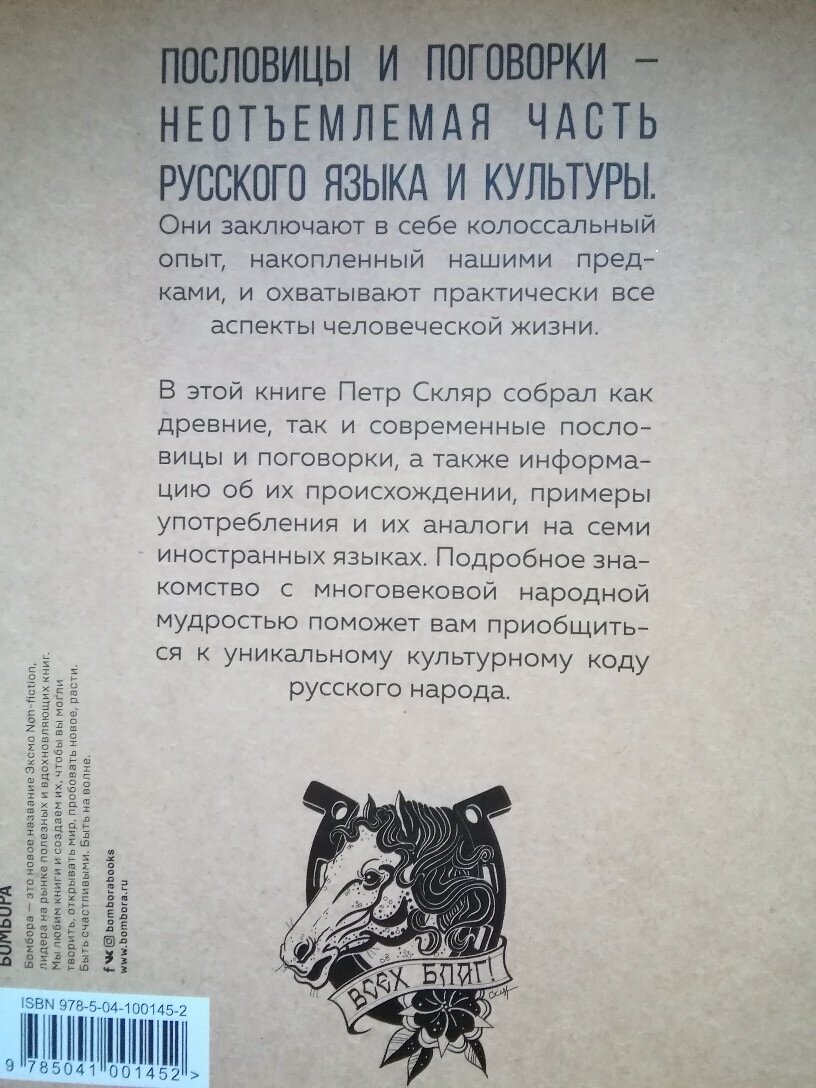 ПОСЛОВИЦЫ И ПОГОВОРКИ –
НЕОТЪЕМЛЕМАЯ ЧАСТЬ
РУССКОГО ЯЗЫКА И КУЛЬТУРЫ.
Они заключают в себе колоссальный
опыт, накопленный нашими пред-
ками, и охватывают практически все
аспекты человеческой жизни.
В этой книге Петр Скляр собрал как
древние, так и современные посло-
вицы и поговорки, а также информа-
цию об их происхождении, примеры
употребления и их аналоги на семи
иностранных языках. Подробное зна-
комство с многовековой народной
мудростью поможет вам приобщить-
ся к уникальному культурному коду
русского народа.
ВСЕХ БЛАГ!
БОМБОРА
Бомбора — это новое название Эксмо Non-fiction,
лидера на рынке полезных и вдохновляющих книг.
Мы любим книги и создаем их, чтобы вы могли
творить, открывать мир, пробовать новое, расти.
Быть счастливыми. Быть на волне.
bomborabooks
www.bombora.ru
ISBN 978-5-04-100145-2
9 785041 001452 >